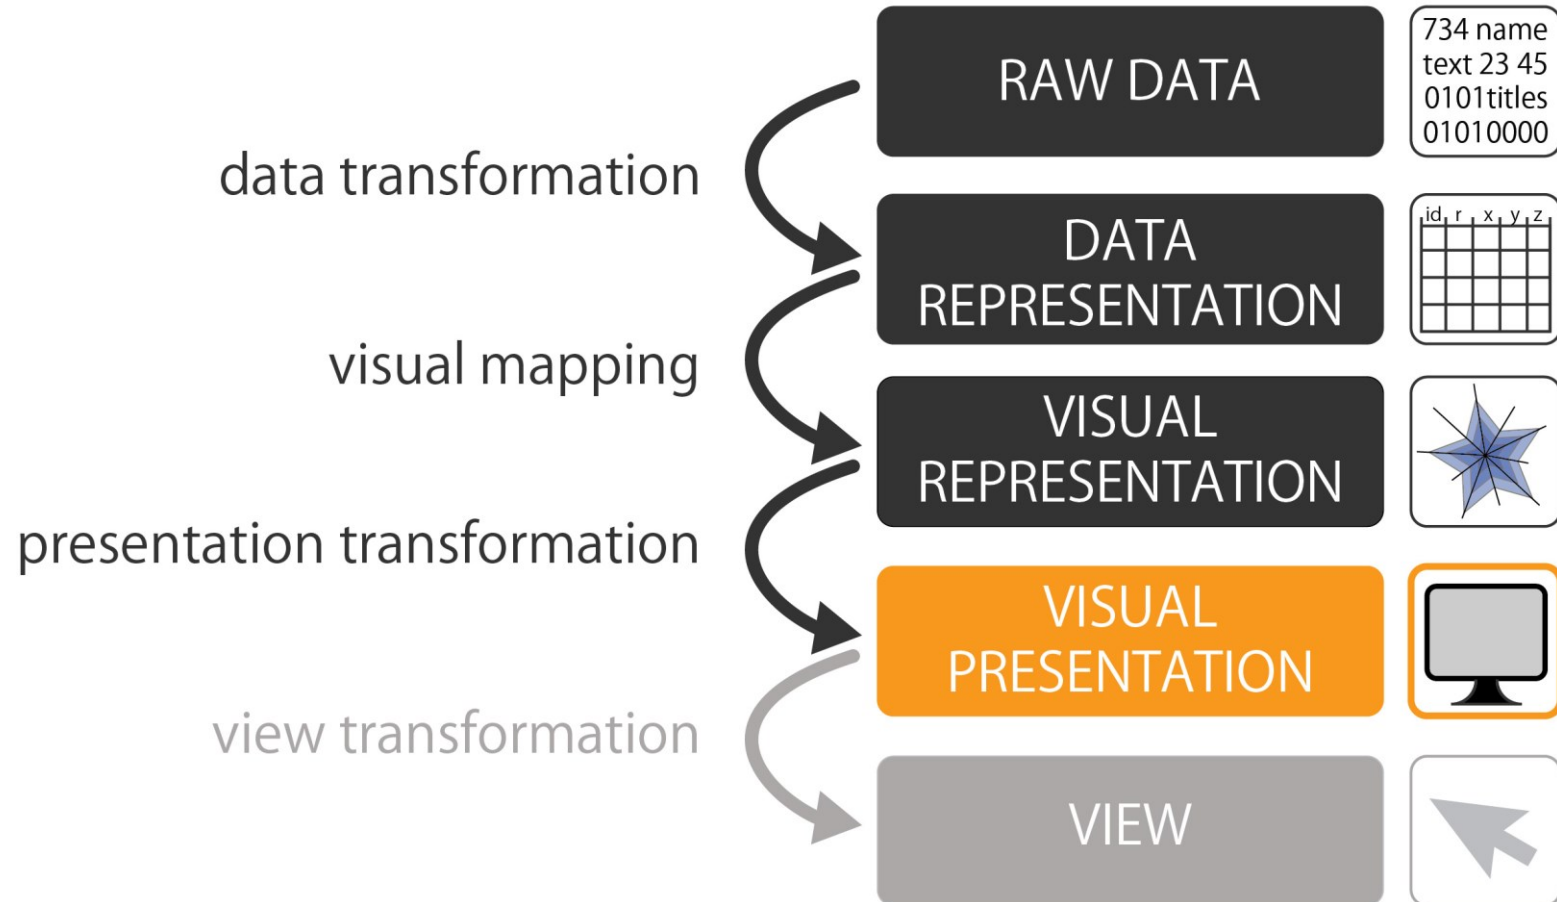 RAW DATA
734 name
text 23 45
0101titles
01010000
data transformation
DATA
REPRESENTATION
id r x y z
visual mapping
VISUAL
REPRESENTATION
presentation transformation
VISUAL
PRESENTATION
view transformation
VIEW